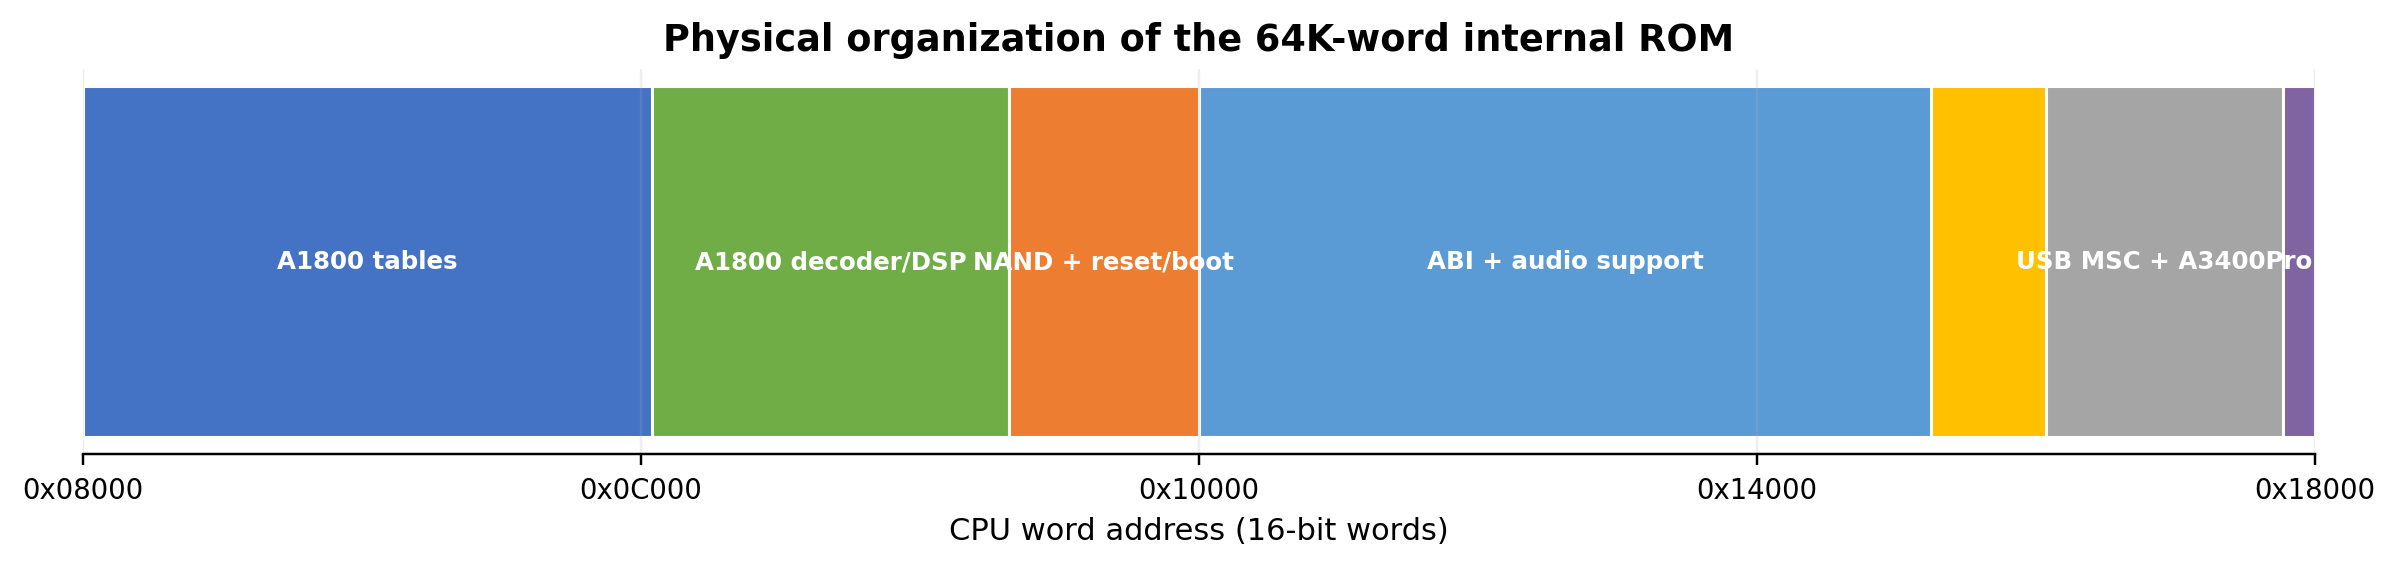 Physical organization of the 64K-word internal ROM
A1800 tables
A1800 decoder/DSP
NAND + reset/boot
ABI + audio support
USB MSC + A3400Pro
0x08000
0x0C000
0x10000
0x14000
0x18000
CPU word address (16-bit words)